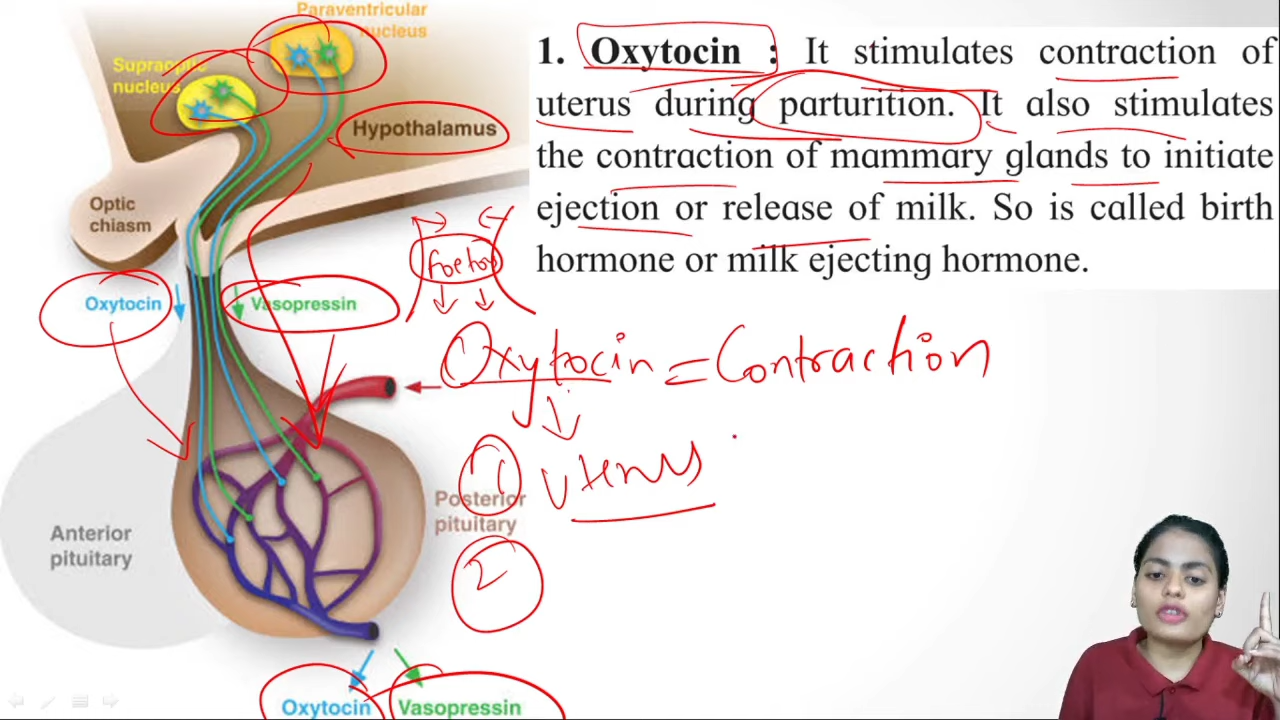 Paraventricular
nucleus
Supraoptic
nucleus
Hypothalamus
Optic
chiasm
Oxytocin
Vasopressin
Anterior
pituitary
Posterior
pituitary
Oxytocin
Vasopressin
1. Oxytocin : It stimulates contraction of
uterus during parturition. It also stimulates
the contraction of mammary glands to initiate
ejection or release of milk. So is called birth
hormone or milk ejecting hormone.
Oxytocin = Contraction
1 Uterus
2